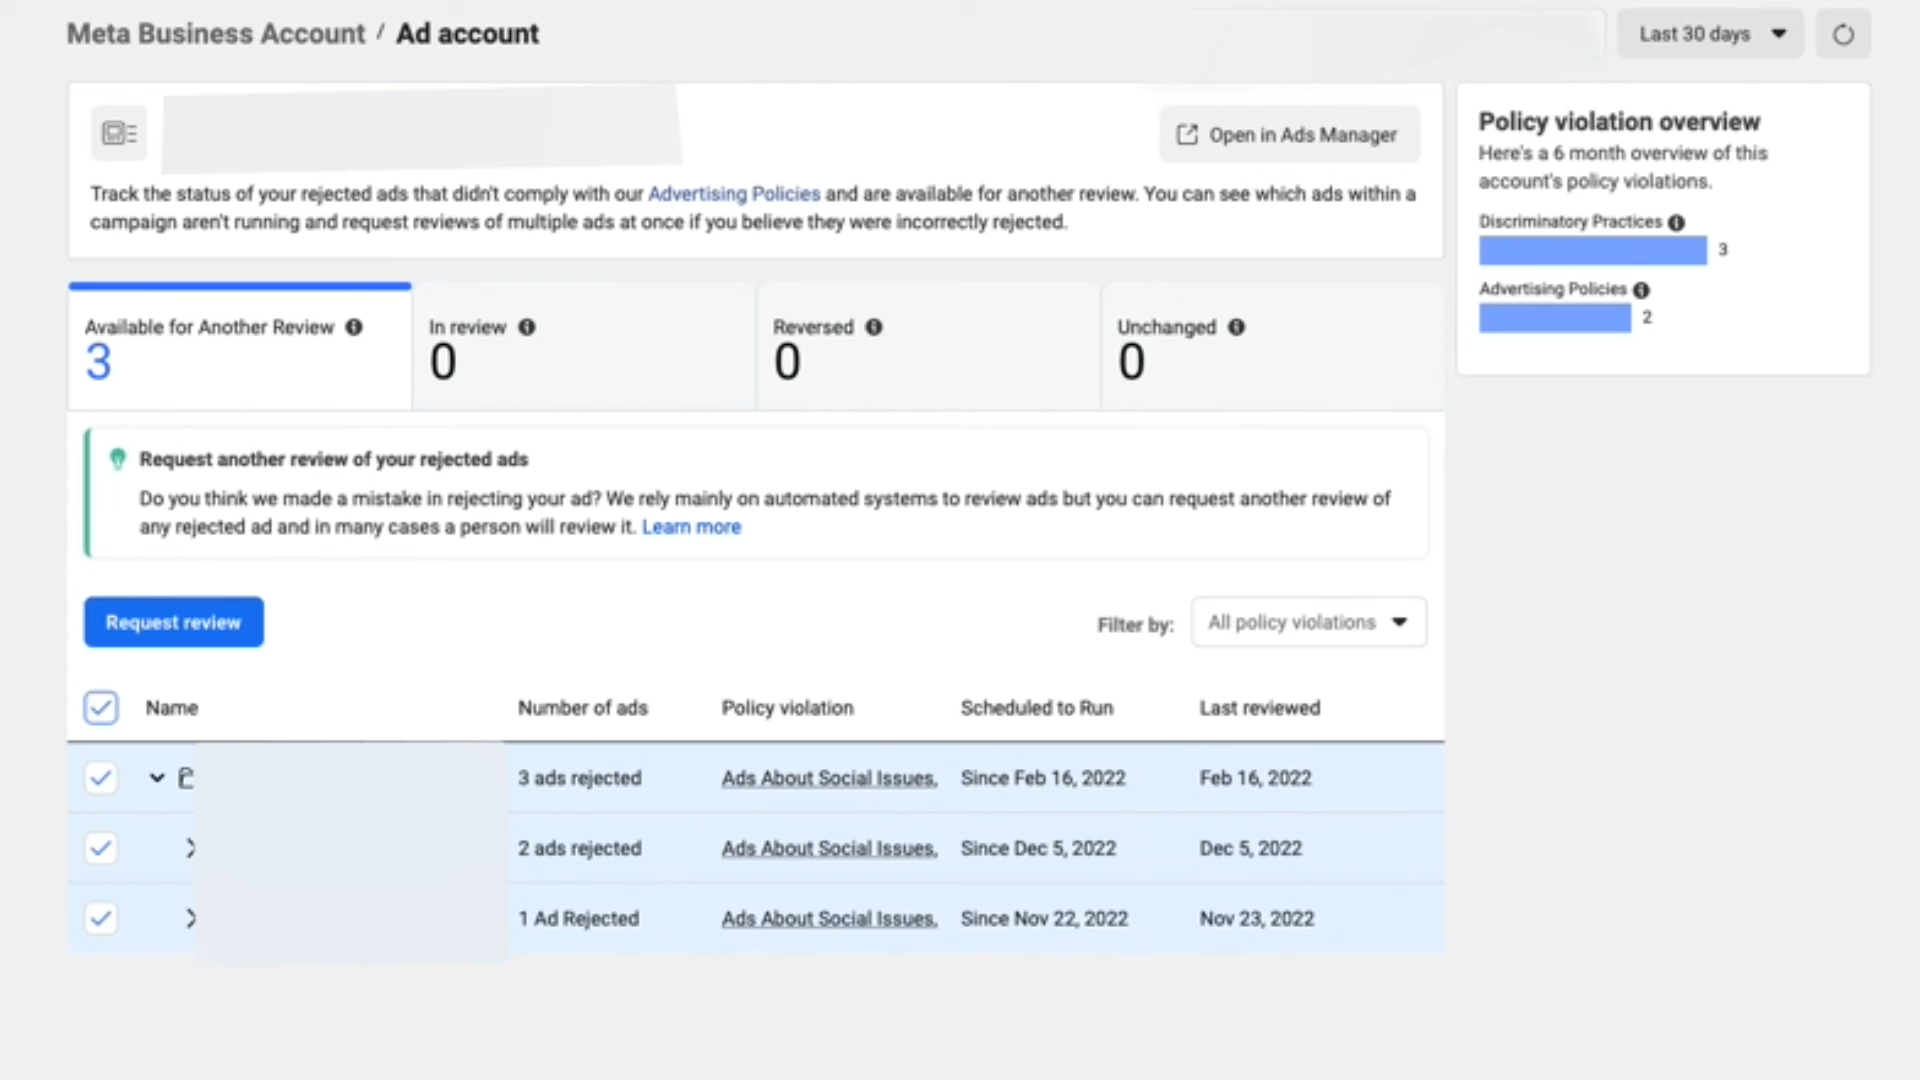 Meta Business Account / Ad account
Last 30 days
Open in Ads Manager
Track the status of your rejected ads that didn't comply with our Advertising Policies and are available for another review. You can see which ads within a
campaign aren't running and request reviews of multiple ads at once if you believe they were incorrectly rejected.
Policy violation overview
Here's a 6 month overview of this
account's policy violations.
Discriminatory Practices
3
Advertising Policies
2
Available for Another Review
3
In review
0
Reversed
0
Unchanged
0
Request another review of your rejected ads
Do you think we made a mistake in rejecting your ad? We rely mainly on automated systems to review ads but you can request another review of
any rejected ad and in many cases a person will review it. Learn more
Request review
Filter by: All policy violations
Name Number of ads Policy violation Scheduled to Run Last reviewed
3 ads rejected Ads About Social Issues, Since Feb 16, 2022 Feb 16, 2022
2 ads rejected Ads About Social Issues, Since Dec 5, 2022 Dec 5, 2022
1 Ad Rejected Ads About Social Issues, Since Nov 22, 2022 Nov 23, 2022